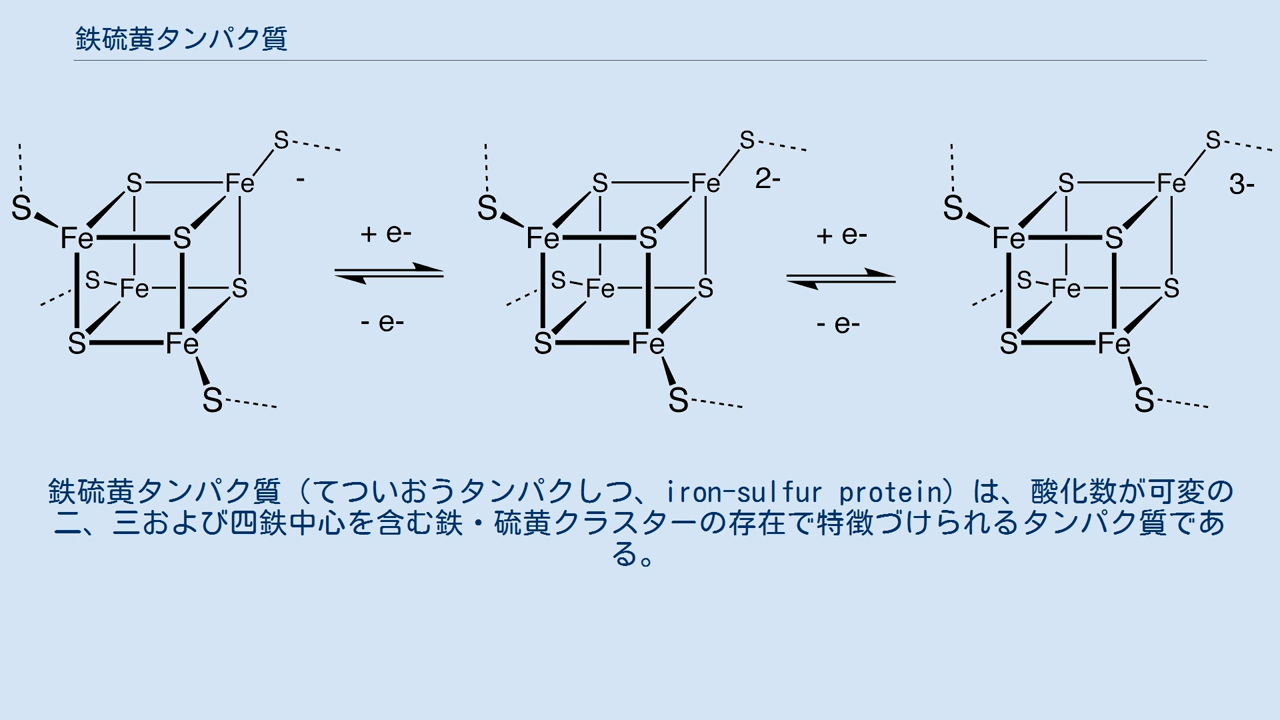 鉄硫黄タンパク質
S
S Fe -
S Fe S
S Fe S
S Fe
S
+ e-
- e-
S
S Fe 2-
S Fe S
S Fe S
S Fe
S
+ e-
- e-
S
S Fe 3-
S Fe S
S Fe S
S Fe
S
鉄硫黄タンパク質（てついおうタンパクしつ、iron-sulfur protein）は、酸化数が可変の
二、三および四鉄中心を含む鉄・硫黄クラスターの存在で特徴づけられるタンパク質であ
る。